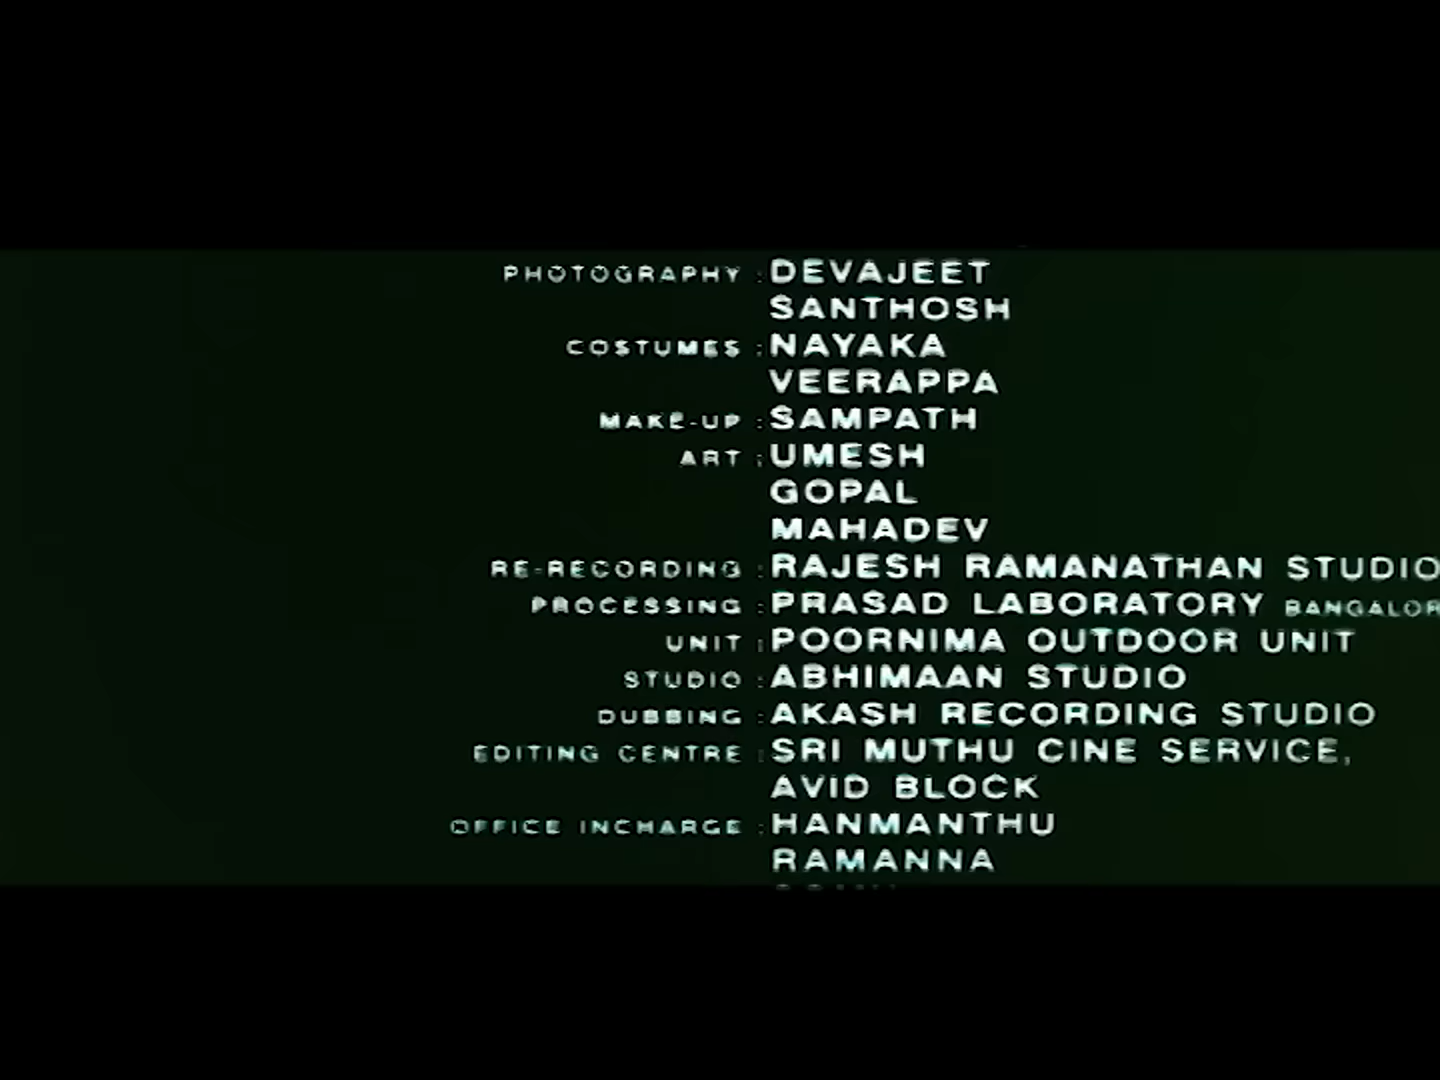 PHOTOGRAPHY : DEVAJEET
SANTHOSH
COSTUMES : NAYAKA
VEERAPPA
MAKE-UP : SAMPATH
ART : UMESH
GOPAL
MAHADEV
RE-RECORDING : RAJESH RAMANATHAN STUDIO
PROCESSING : PRASAD LABORATORY BANGALOR
UNIT : POORNIMA OUTDOOR UNIT
STUDIO : ABHIMAAN STUDIO
DUBBING : AKASH RECORDING STUDIO
EDITING CENTRE : SRI MUTHU CINE SERVICE,
AVID BLOCK
OFFICE INCHARGE : HANMANTHU
RAMANNA